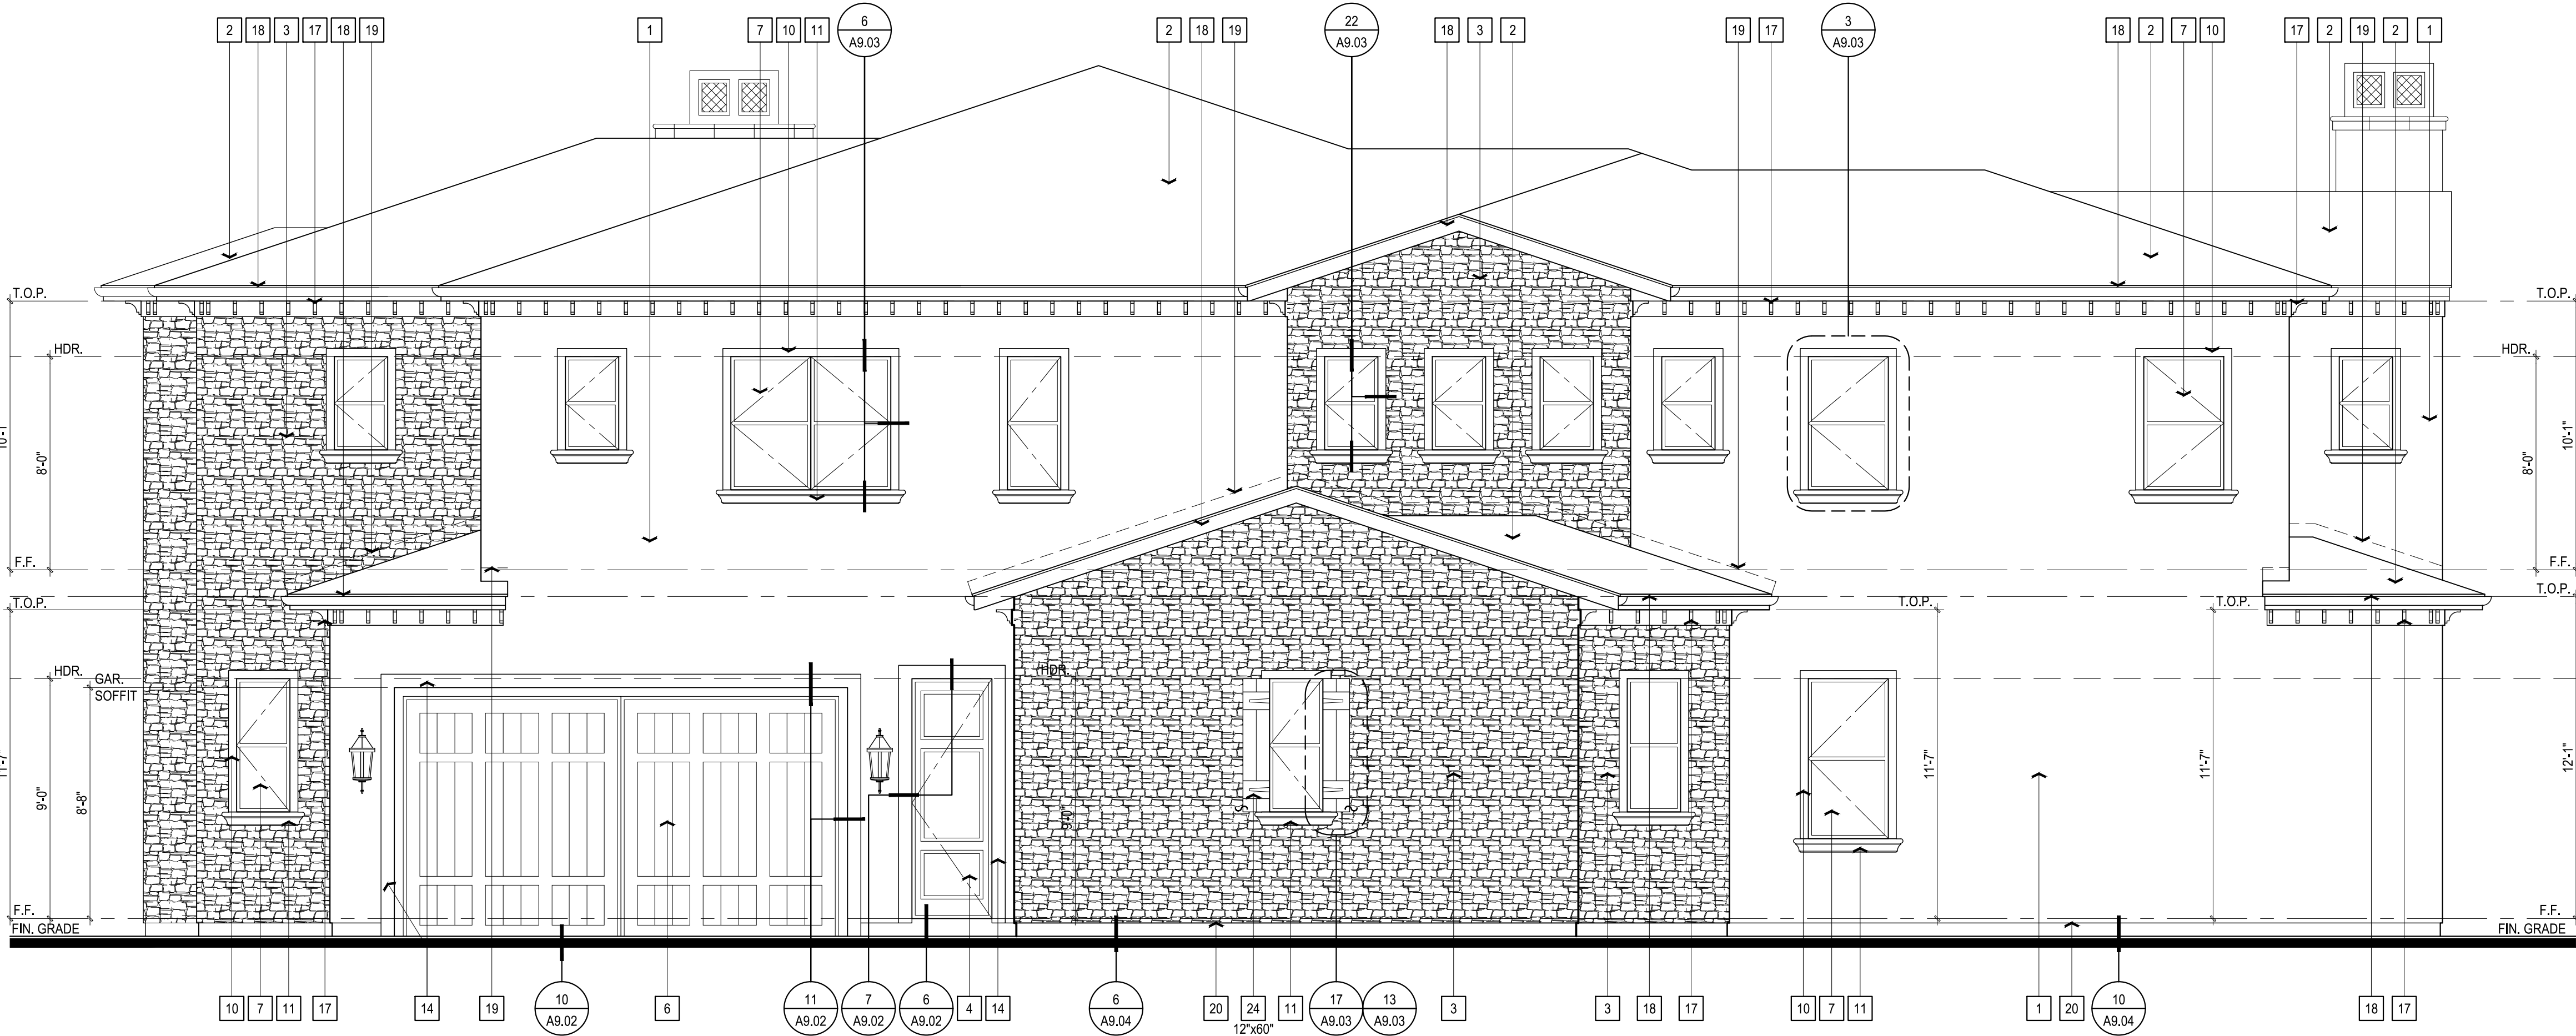 2 18 3 17 18 19 1 7 10 11 6 2 18 19 22 18 3 2 19 17 3 18 2 7 10 17 2 19 2 1
A9.03 A9.03 A9.03
T.O.P. T.O.P.
HDR. HDR.
10'-1" 8'-0" 8'-0" 10'-1"
F.F. F.F.
T.O.P. T.O.P. T.O.P. T.O.P.
HDR. GAR. HDR.
SOFFIT
11'-7" 9'-0" 8'-8" 9'-0" 11'-7" 11'-7" 12'-1"
S S
F.F. F.F.
FIN. GRADE FIN. GRADE
10 7 11 17 14 19 10 6 11 7 6 4 14 6 20 24 11 17 13 3 3 18 17 10 7 11 1 20 10 18 17
A9.02 A9.02 A9.02 A9.02 A9.04 A9.03 A9.03 A9.04
12"x60"